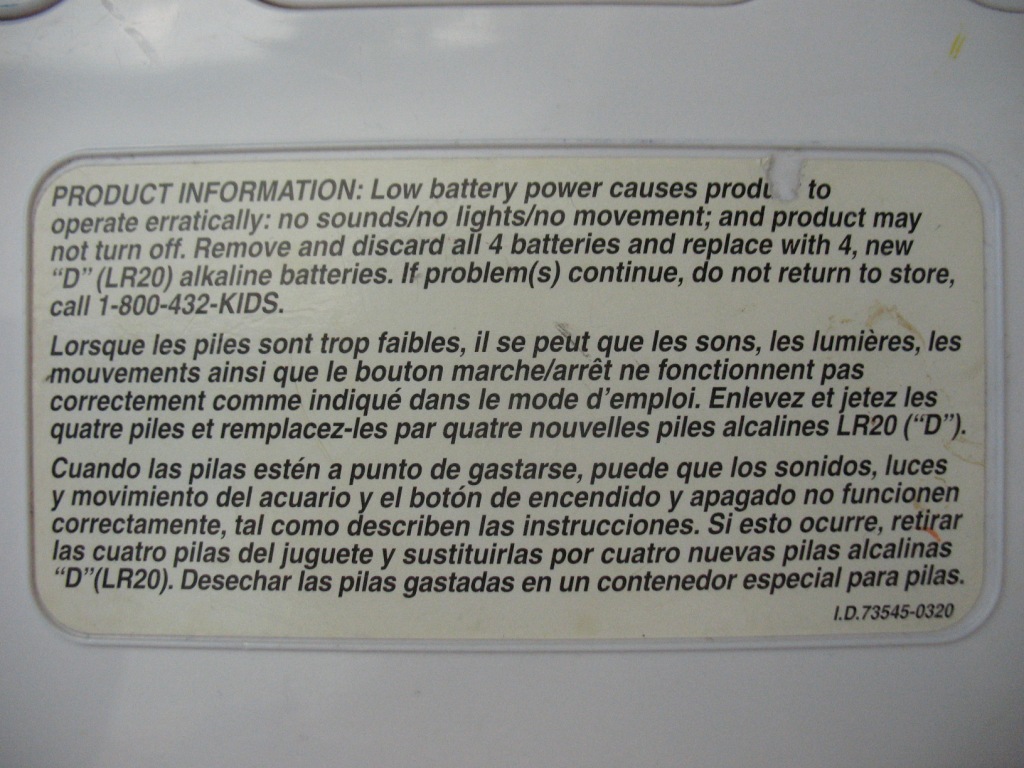 PRODUCT INFORMATION: Low battery power causes to
operate erratically: no sounds/no lights/no movement; and product may
not turn off. Remove and discard all 4 batteries and replace with 4, new
“D” (LR20) alkaline batteries. If problem(s) continue, do not return to store,
call 1-800-432-KIDS.
Lorsque les piles sont trop faibles, il se peut que les sons, les lumières, les
mouvements ainsi que le bouton marche/arrêt ne fonctionnent pas
correctement comme indiqué dans le mode d’emploi. Enlevez et jetez les
quatre piles et remplacez-les par quatre nouvelles piles alcalines LR20 (“D”).
Cuando las pilas estén a punto de gastarse, puede que los sonidos, luces
y movimiento del acuario y el botón de encendido y apagado no funcionen
correctamente, tal como describen las instrucciones. Si esto ocurre, retirar
las cuatro pilas del juguete y sustituirlas por cuatro nuevas pilas alcalinas
“D”(LR20). Desechar las pilas gastadas en un contenedor especial para pilas.
I.D.73545-0320